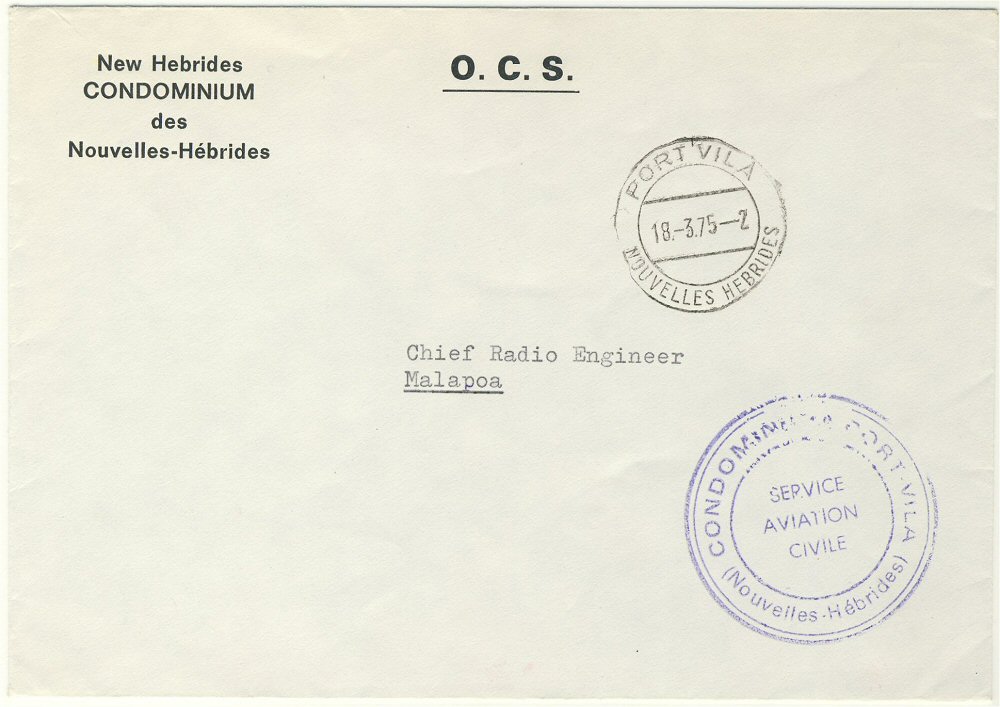 New Hebrides
CONDOMINIUM
des
Nouvelles-Hébrides
O. C. S.
PORT VILA
18.-3.75-2
NOUVELLES HEBRIDES
Chief Radio Engineer
Malapoa
PORT-VILA
SERVICE
AVIATION
CIVILE
(Nouvelles-Hébrides)